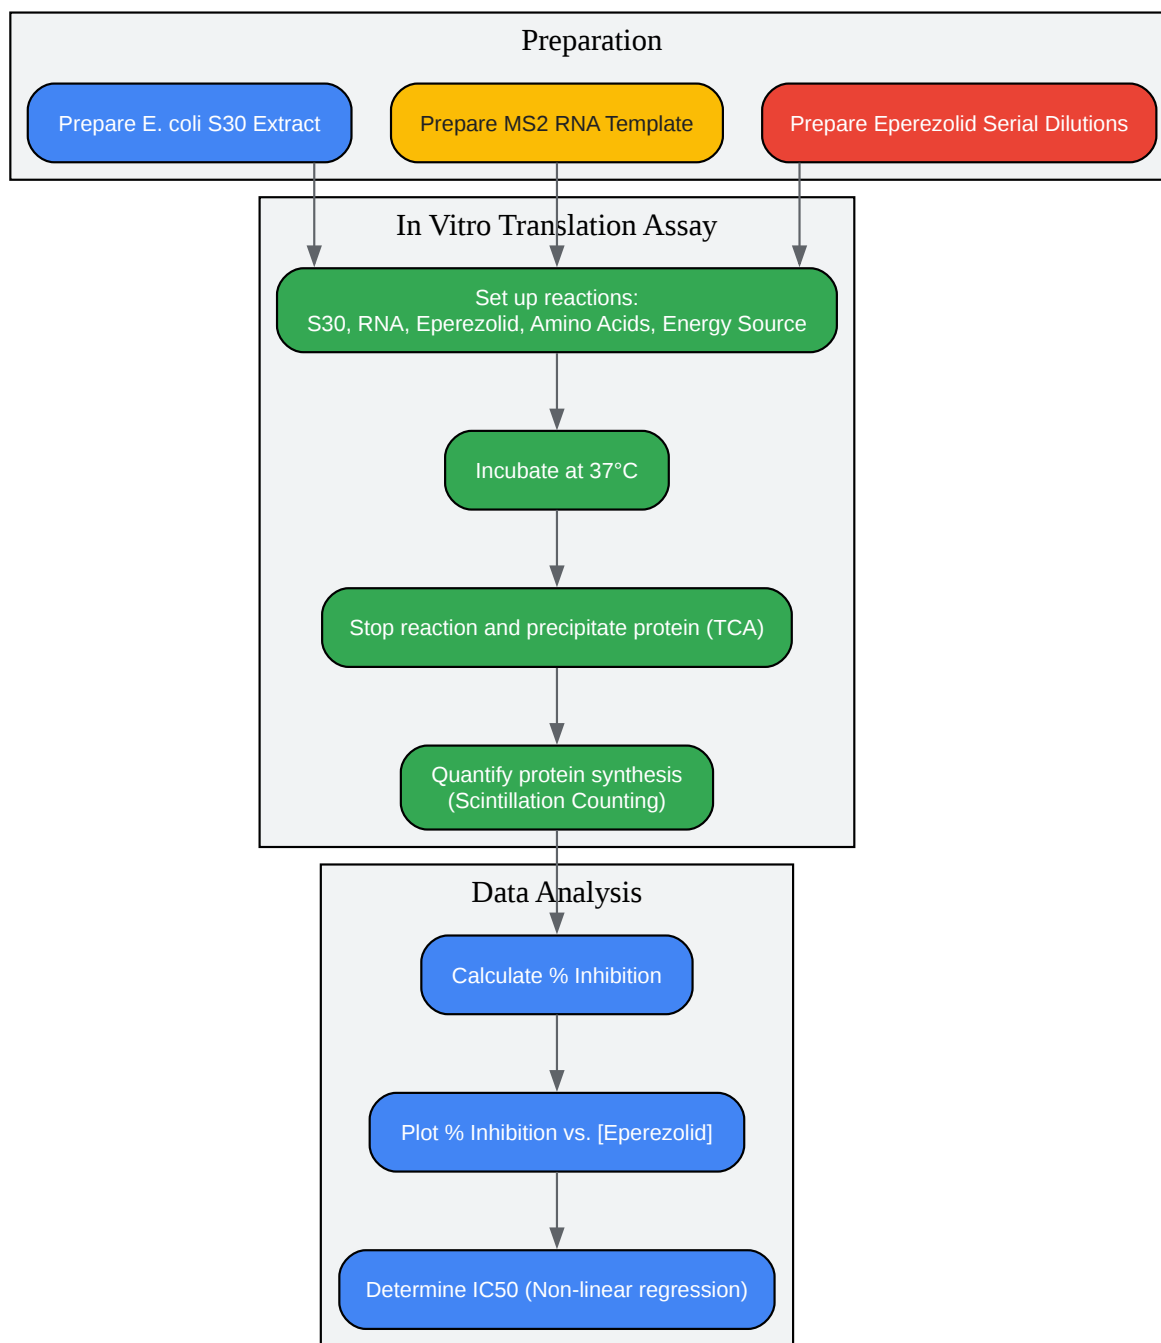 Preparation
Prepare E. coli S30 Extract
Prepare MS2 RNA Template
Prepare Eperezolid Serial Dilutions
In Vitro Translation Assay
Set up reactions:
S30, RNA, Eperezolid, Amino Acids, Energy Source
Incubate at 37°C
Stop reaction and precipitate protein (TCA)
Quantify protein synthesis
(Scintillation Counting)
Data Analysis
Calculate % Inhibition
Plot % Inhibition vs. [Eperezolid]
Determine IC50 (Non-linear regression)